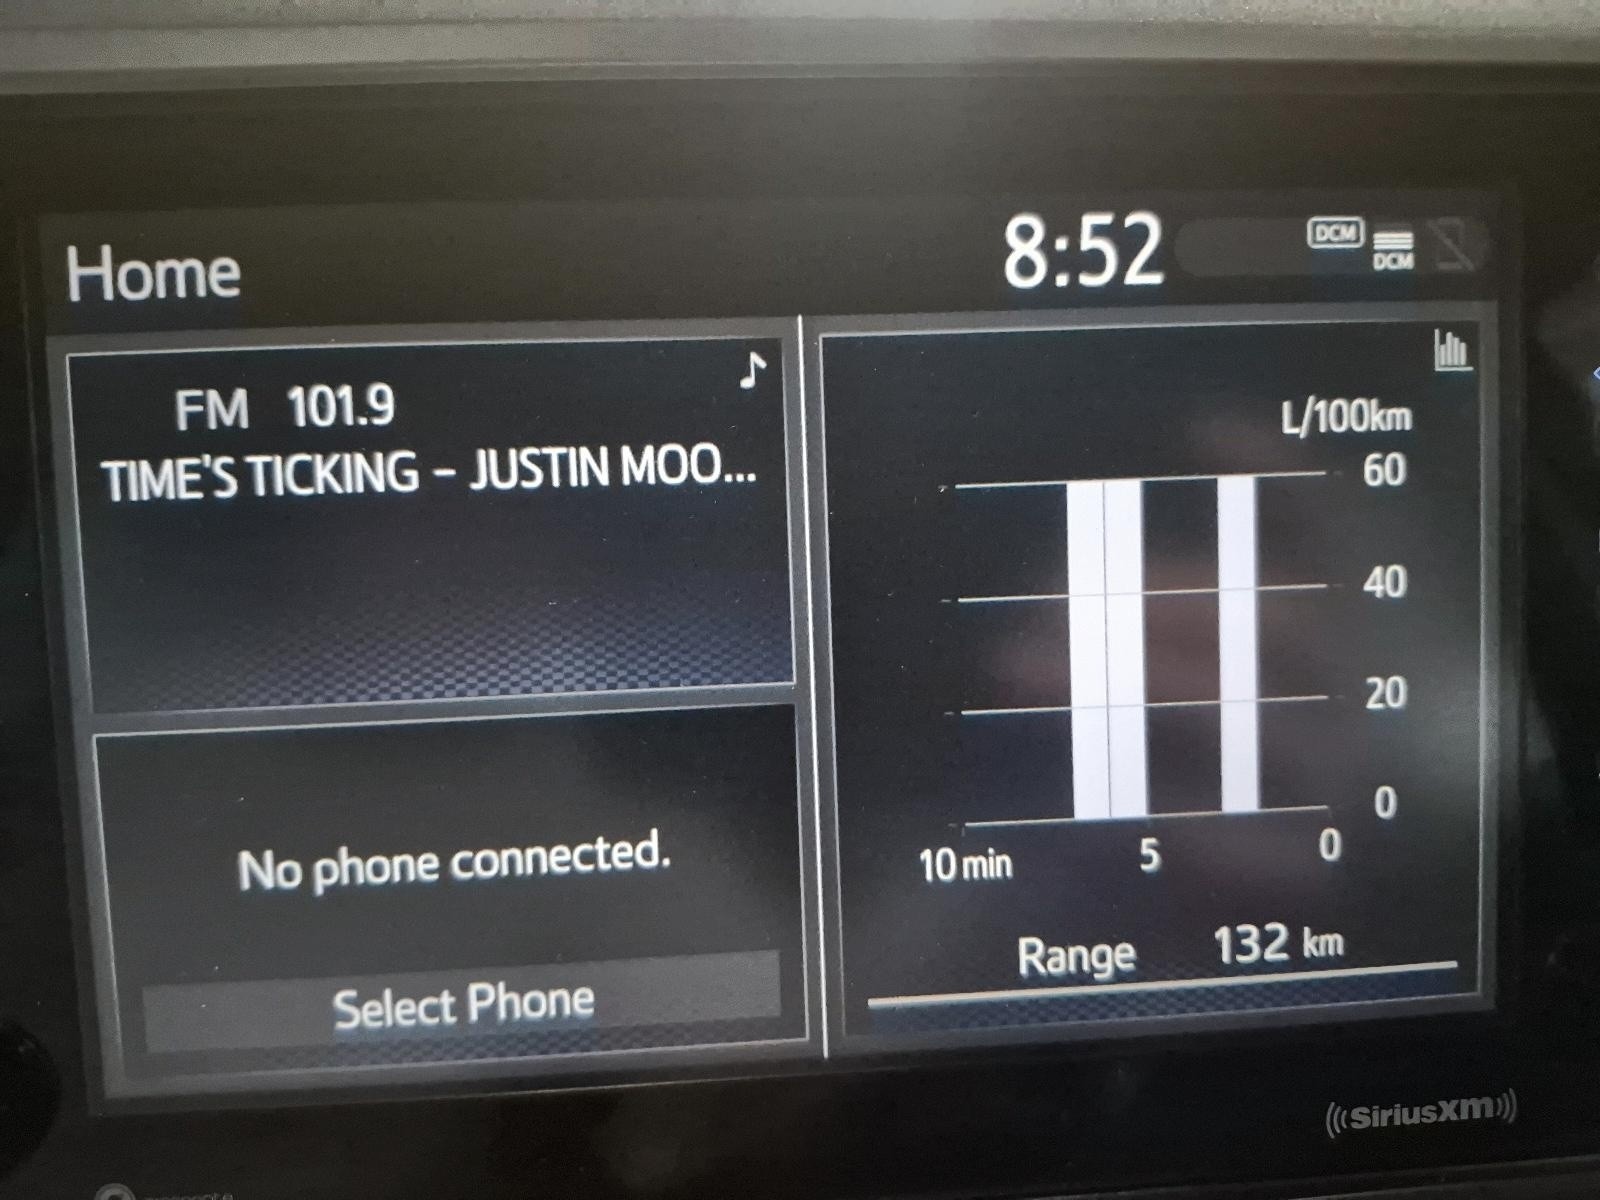 Home
8:52
DCM
DCM
FM 101.9
TIME'S TICKING – JUSTIN MOO...
No phone connected.
Select Phone
L/100km
60
40
20
0
10 min 5 0
Range 132 km
((( SiriusXM )))